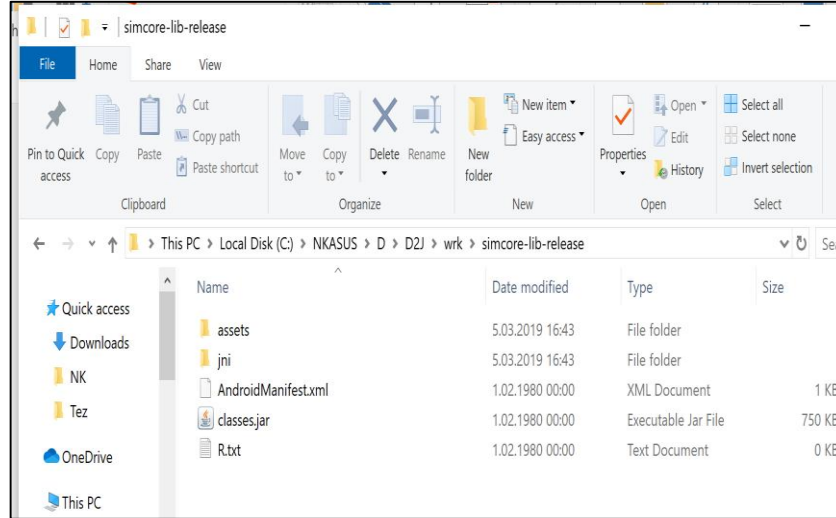 simcore-lib-release
File Home Share View
Pin to Quick access
Copy
Paste
Cut
Copy path
Paste shortcut
Clipboard
Move to
Copy to
Delete
Rename
Organize
New folder
New item
Easy access
New
Properties
Open
Edit
History
Open
Select all
Select none
Invert selection
Select
This PC > Local Disk (C:) > NKASUS > D > D2J > wrk > simcore-lib-release
Quick access
Downloads
NK
Tez
OneDrive
This PC
Name Date modified Type Size
assets 5.03.2019 16:43 File folder
jni 5.03.2019 16:43 File folder
AndroidManifest.xml 1.02.1980 00:00 XML Document 1 KB
classes.jar 1.02.1980 00:00 Executable Jar File 750 KB
R.txt 1.02.1980 00:00 Text Document 0 KB